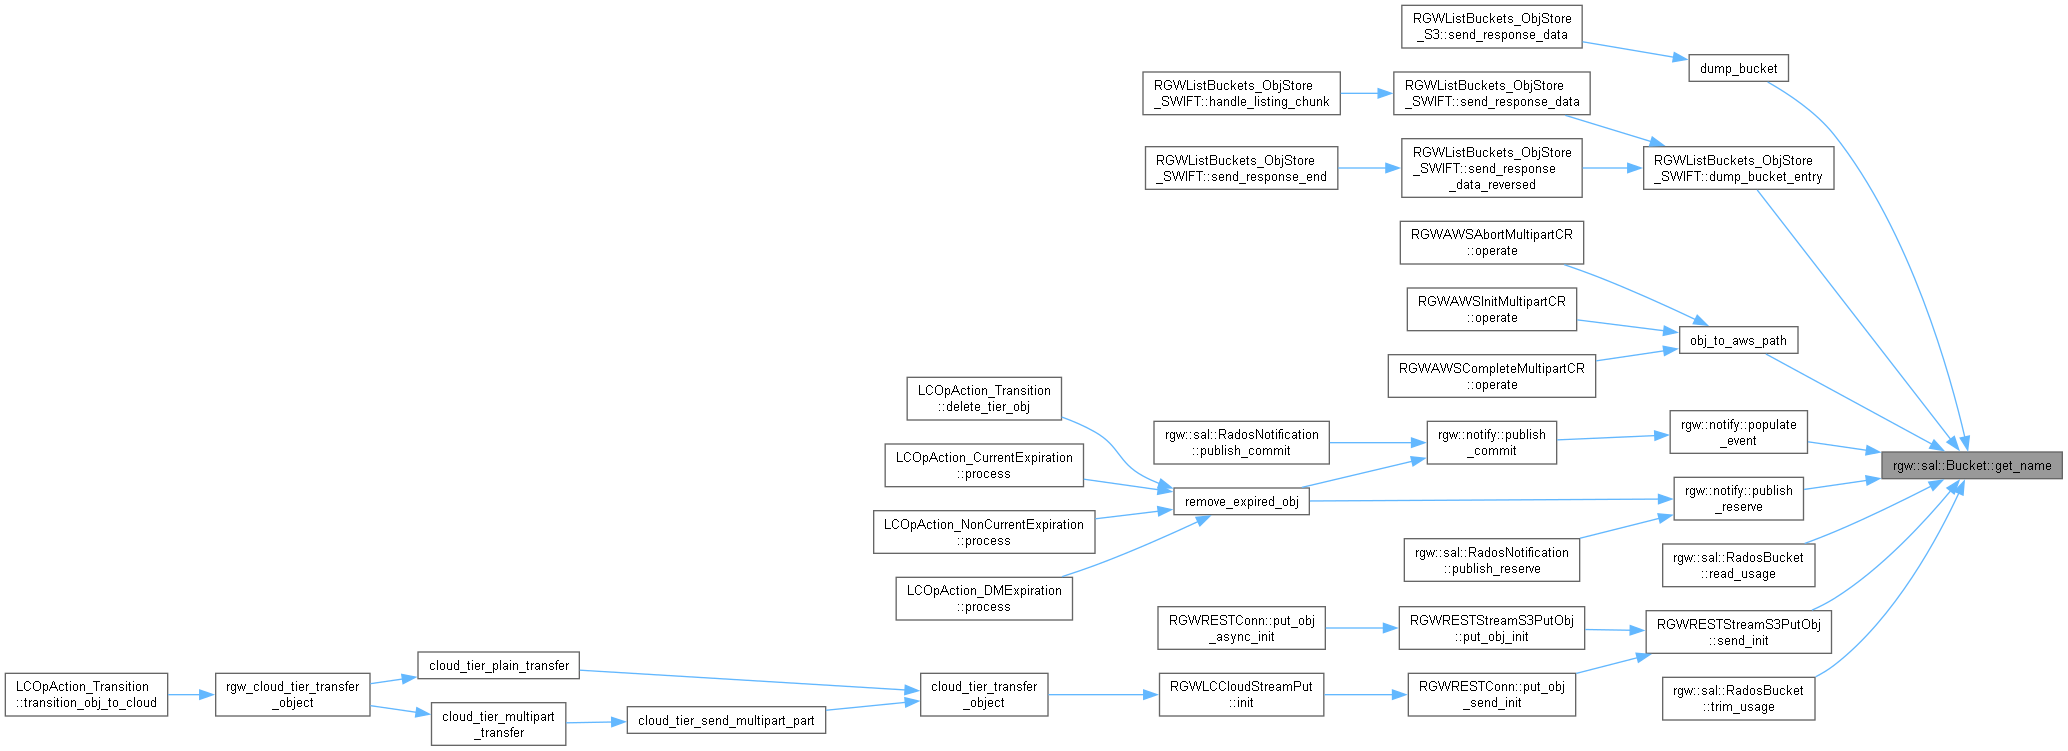 RGWListBuckets_ObjStore
_S3::send_response_data
dump_bucket
RGWListBuckets_ObjStore
_SWIFT::handle_listing_chunk
RGWListBuckets_ObjStore
_SWIFT::send_response_data
RGWListBuckets_ObjStore
_SWIFT::send_response_end
RGWListBuckets_ObjStore
_SWIFT::send_response
_data_reversed
RGWListBuckets_ObjStore
_SWIFT::dump_bucket_entry
RGWAWSAbortMultipartCR
::operate
RGWAWSInitMultipartCR
::operate
obj_to_aws_path
RGWAWSCompleteMultipartCR
::operate
LCOpAction_Transition
::delete_tier_obj
rgw::sal::RadosNotification
::publish_commit
rgw::notify::publish
_commit
rgw::notify::populate
_event
LCOpAction_CurrentExpiration
::process
rgw::sal::Bucket::get_name
remove_expired_obj
rgw::notify::publish
_reserve
LCOpAction_NonCurrentExpiration
::process
rgw::sal::RadosNotification
::publish_reserve
rgw::sal::RadosBucket
::read_usage
LCOpAction_DMExpiration
::process
RGWRESTConn::put_obj
_async_init
RGWRESTStreamS3PutObj
::put_obj_init
RGWRESTStreamS3PutObj
::send_init
cloud_tier_plain_transfer
LCOpAction_Transition
::transition_obj_to_cloud
rgw_cloud_tier_transfer
_object
cloud_tier_transfer
_object
RGWLCCloudStreamPut
::init
RGWRESTConn::put_obj
_send_init
rgw::sal::RadosBucket
::trim_usage
cloud_tier_multipart
_transfer
cloud_tier_send_multipart_part